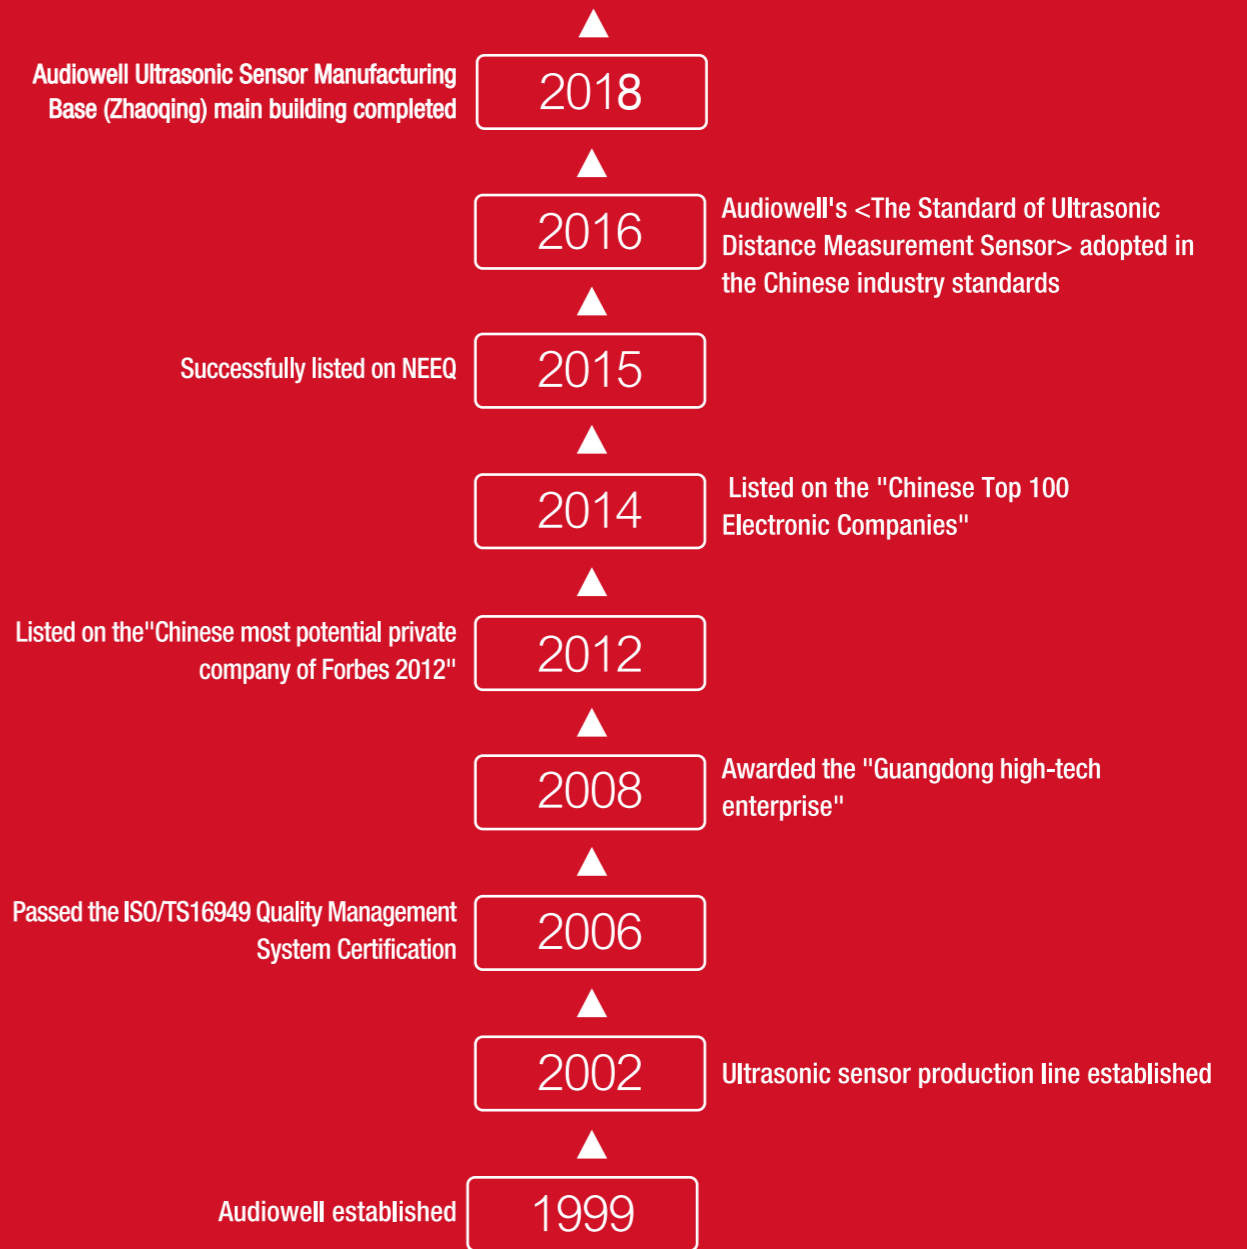 Audiowell Ultrasonic Sensor Manufacturing
Base (Zhaoqing) main building completed
2018
2016
Audiowell's <The Standard of Ultrasonic
Distance Measurement Sensor> adopted in
the Chinese industry standards
Successfully listed on NEEQ
2015
2014
Listed on the "Chinese Top 100
Electronic Companies"
Listed on the"Chinese most potential private
company of Forbes 2012"
2012
2008
Awarded the "Guangdong high-tech
enterprise"
Passed the ISO/TS16949 Quality Management
System Certification
2006
2002
Ultrasonic sensor production line established
Audiowell established
1999